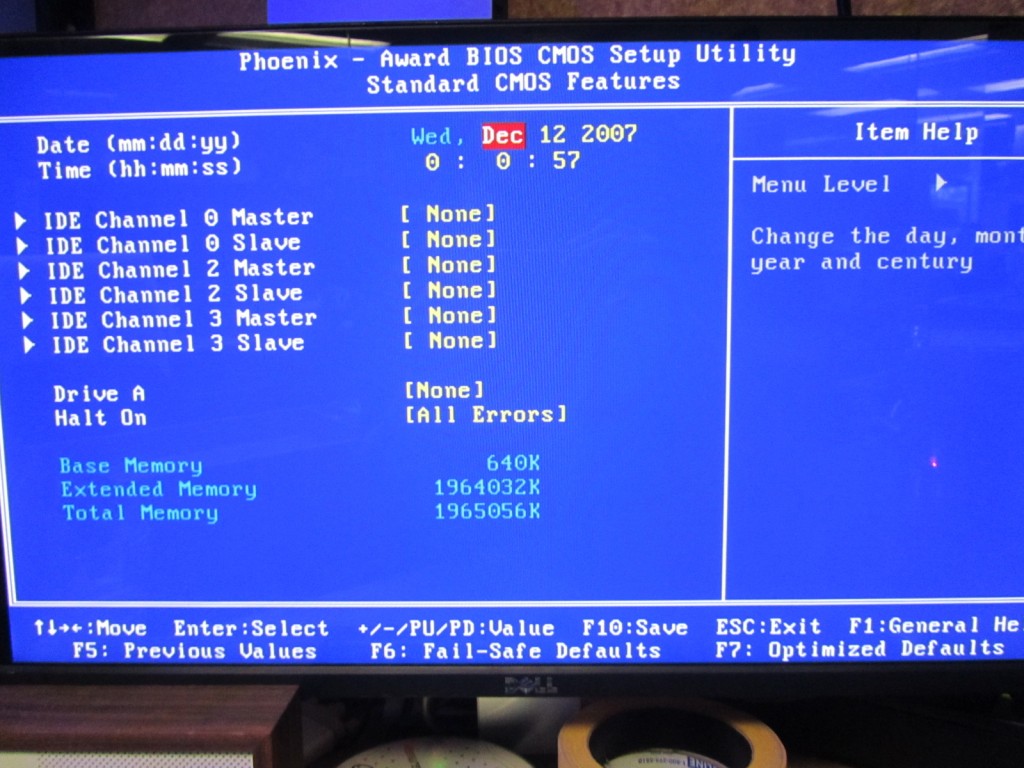 Phoenix - Award BIOS CMOS Setup Utility
Standard CMOS Features
Date (mm:dd:yy) Wed, Dec 12 2007
Time (hh:mm:ss) 0 : 0 : 57
IDE Channel 0 Master [ None]
IDE Channel 0 Slave [ None]
IDE Channel 2 Master [ None]
IDE Channel 2 Slave [ None]
IDE Channel 3 Master [ None]
IDE Channel 3 Slave [ None]
Drive A [None]
Halt On [All Errors]
Base Memory 640K
Extended Memory 1964032K
Total Memory 1965056K
Item Help
Menu Level
Change the day, mont
year and century
↑↓→←:Move Enter:Select +/-/PU/PD:Value F10:Save ESC:Exit F1:General He
F5: Previous Values F6: Fail-Safe Defaults F7: Optimized Defaults
DELL